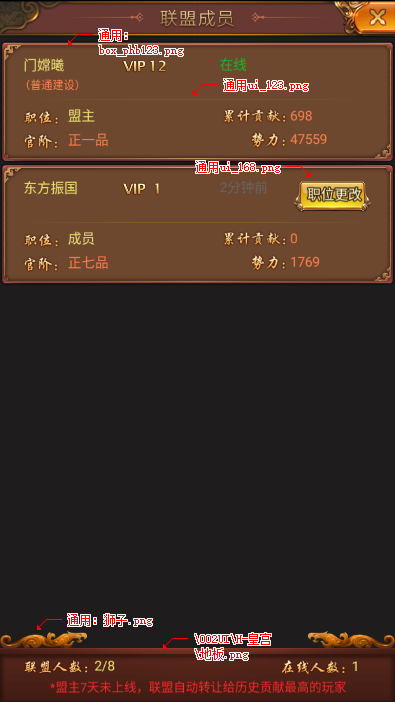 联盟成员
通用：
box_phb123.png
门嫦曦 VIP 12 在线
（普通建设）
通用ui_123.png
职位：盟主 累计贡献：698
官阶：正一品 势力：47559
通用ui_168.png
东方振国 VIP 1 2分钟前 职位更改
职位：成员 累计贡献：0
官阶：正七品 势力：1769
通用：狮子.png
\002UI\H-皇宫
\地板.png
联盟人数：2/8 在线人数：1
*盟主7天未上线，联盟自动转让给历史贡献最高的玩家